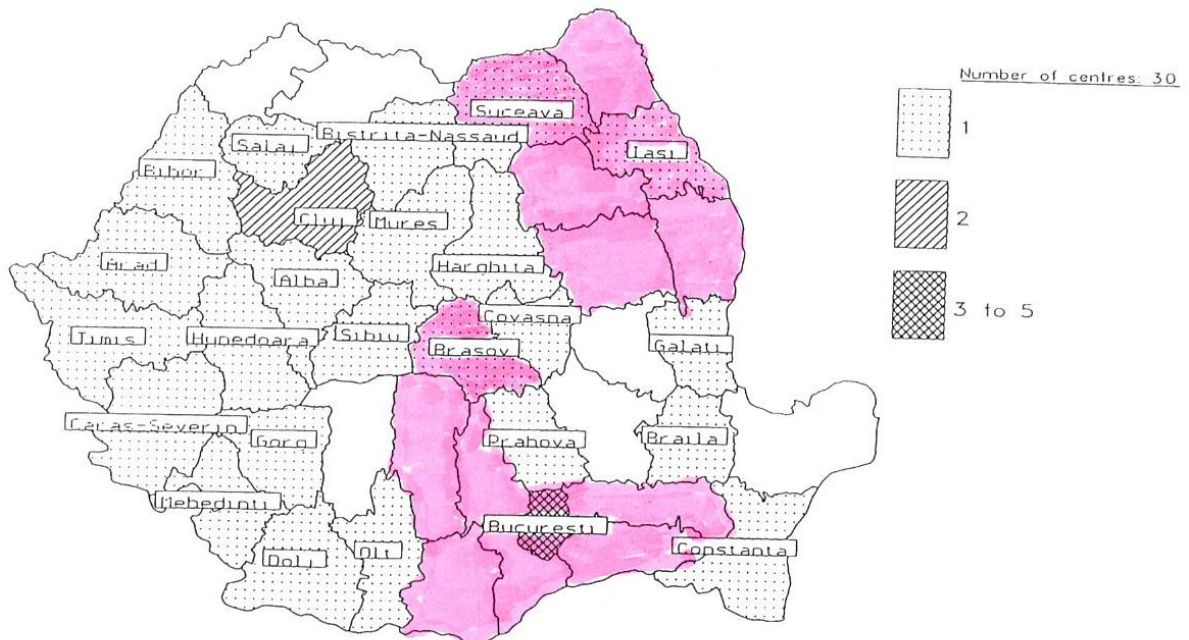 Number of centres: 30
1
2
3 to 5
Suceava
Bistrita-Nassaud
Salaj
Iasi
Bihor
Cluj
Mures
Arad
Alba
Harghita
Covasna
Timis
Hunedoara
Sibiu
Brasov
Galati
Caras-Severin
Gorg
Prahova
Braila
Mehedinti
Bucuresti
Constanta
Dolj
Olt